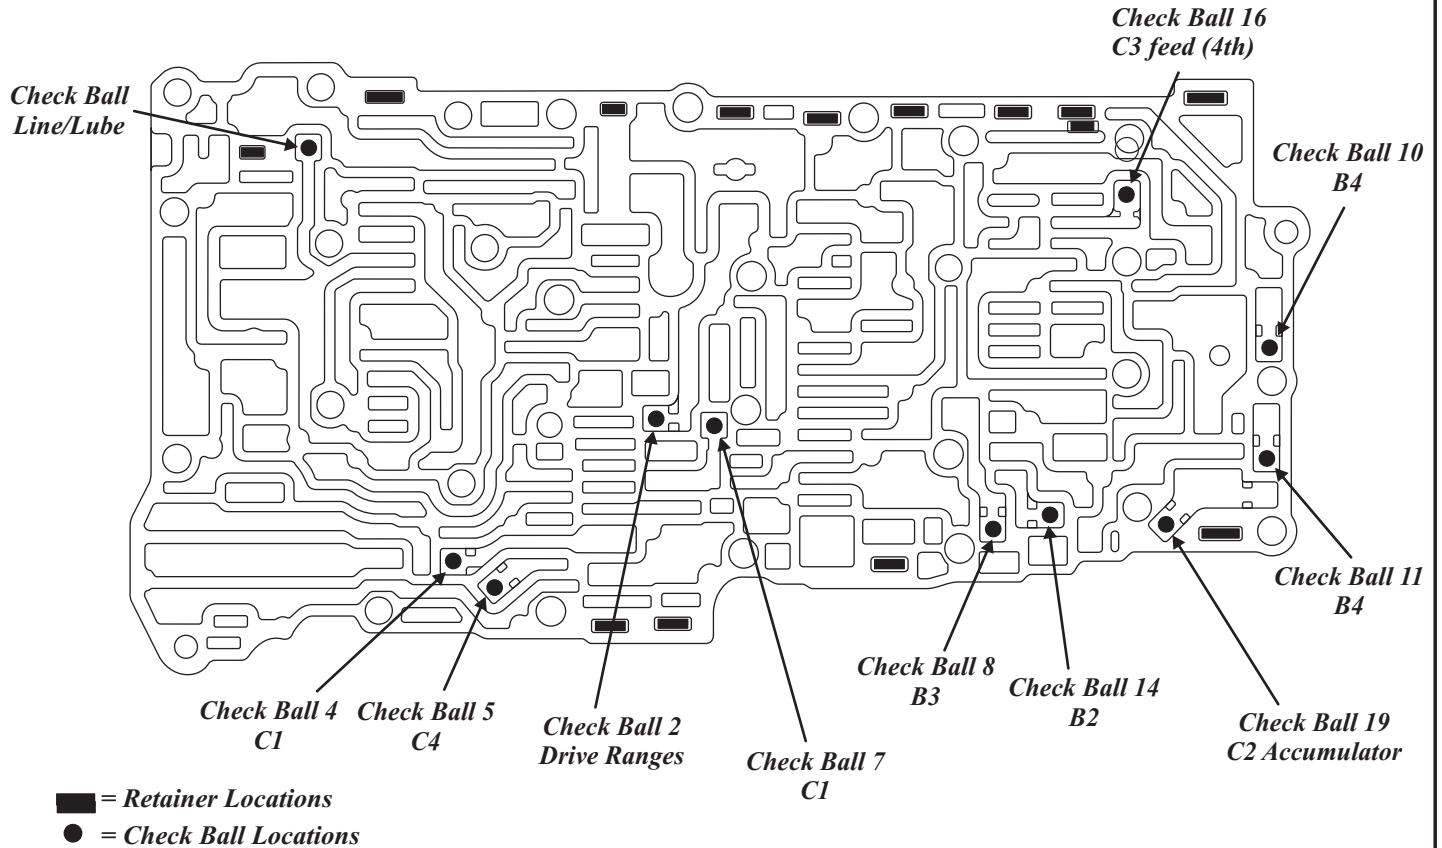 Check Ball 16
C3 feed (4th)
Check Ball
Line/Lube
Check Ball 10
B4
Check Ball 11
B4
Check Ball 8
B3
Check Ball 14
B2
Check Ball 4
C1
Check Ball 5
C4
Check Ball 2
Drive Ranges
Check Ball 7
C1
Check Ball 19
C2 Accumulator
= Retainer Locations
= Check Ball Locations